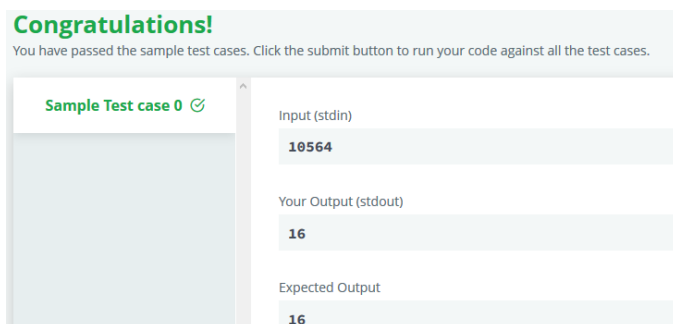 Congratulations!
You have passed the sample test cases. Click the submit button to run your code against all the test cases.
Sample Test case 0
Input (stdin)
10564
Your Output (stdout)
16
Expected Output
16